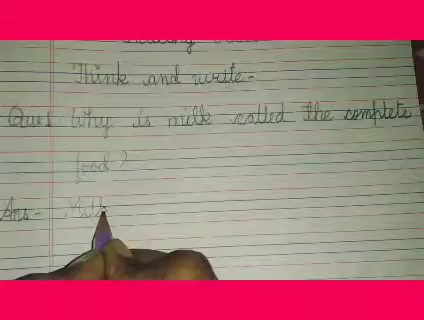 Think and write-
Ques Why is milk called the complete
food?
Ans- Milk